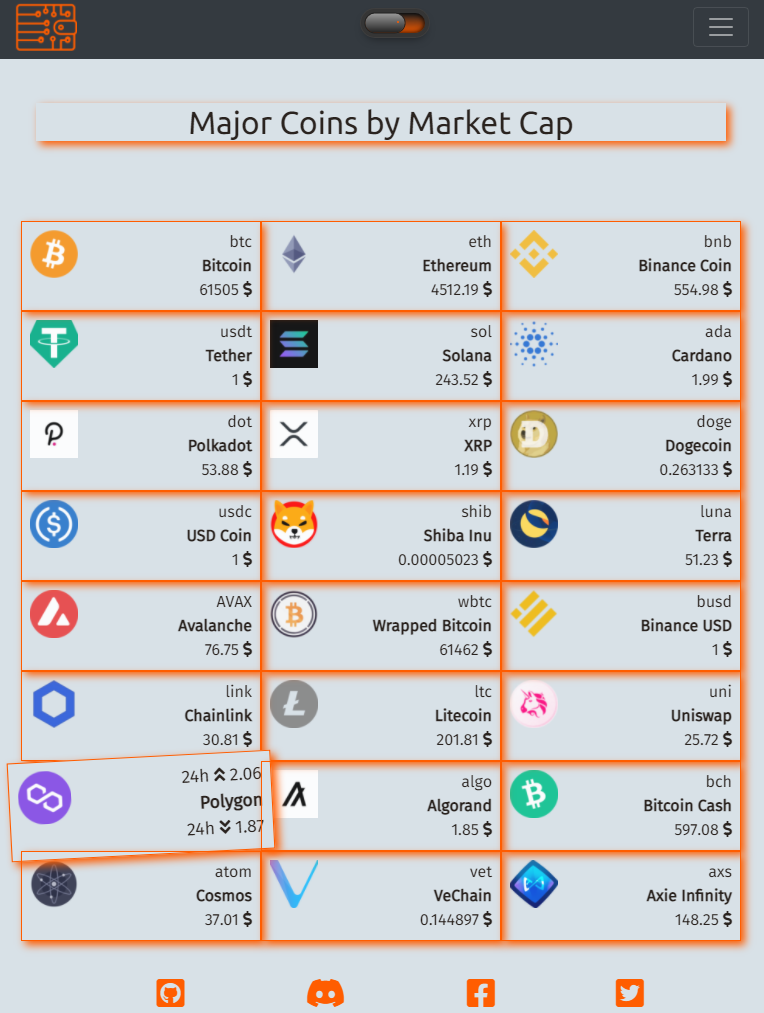 Major Coins by Market Cap
btc
Bitcoin
61505 $
eth
Ethereum
4512.19 $
bnb
Binance Coin
554.98 $
usdt
Tether
1 $
sol
Solana
243.52 $
ada
Cardano
1.99 $
dot
Polkadot
53.88 $
xrp
XRP
1.19 $
doge
Dogecoin
0.263133 $
usdc
USD Coin
1 $
shib
Shiba Inu
0.00005023 $
luna
Terra
51.23 $
AVAX
Avalanche
76.75 $
wbtc
Wrapped Bitcoin
61462 $
busd
Binance USD
1 $
link
Chainlink
30.81 $
ltc
Litecoin
201.81 $
uni
Uniswap
25.72 $
24h 2.06
Polygon
24h 1.87
algo
Algorand
1.85 $
bch
Bitcoin Cash
597.08 $
atom
Cosmos
37.01 $
vet
VeChain
0.144897 $
axs
Axie Infinity
148.25 $